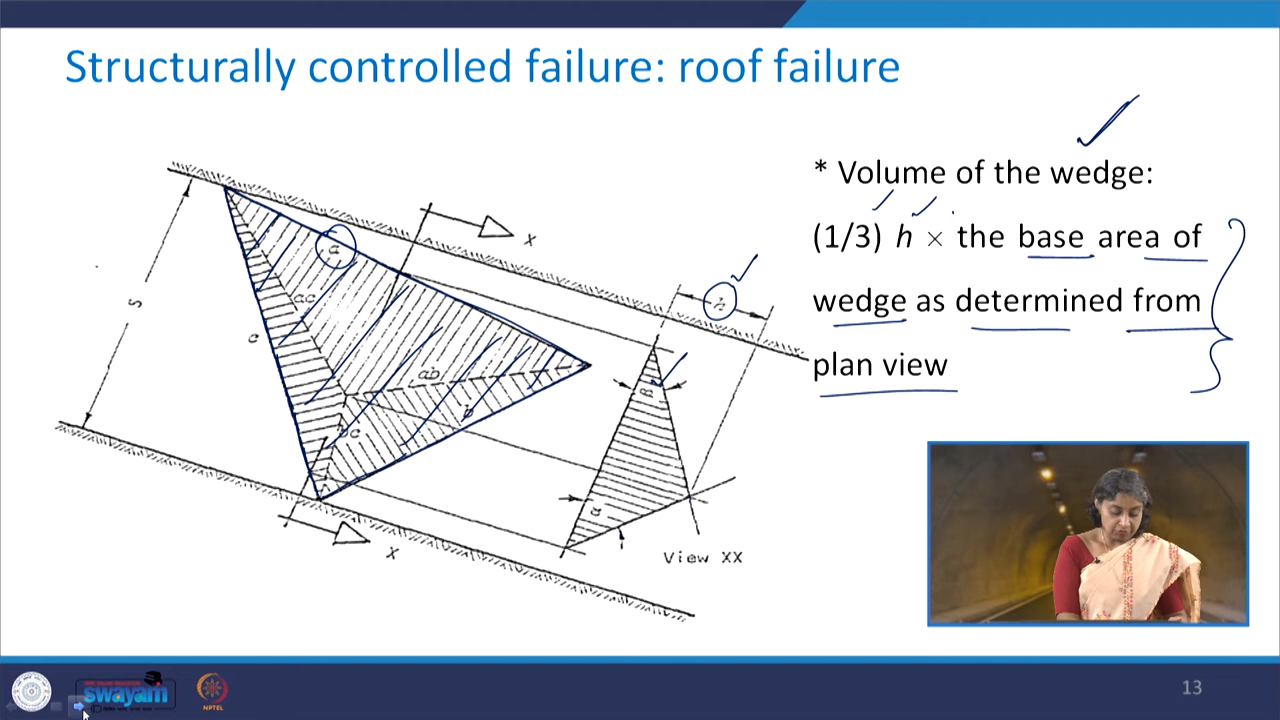 Structurally controlled failure: roof failure
* Volume of the wedge:
(1/3) h × the base area of
wedge as determined from
plan view
S
a
x
h
ac
c
ab
b
bc
β
α
x
View XX
swayam
NPTEL
13